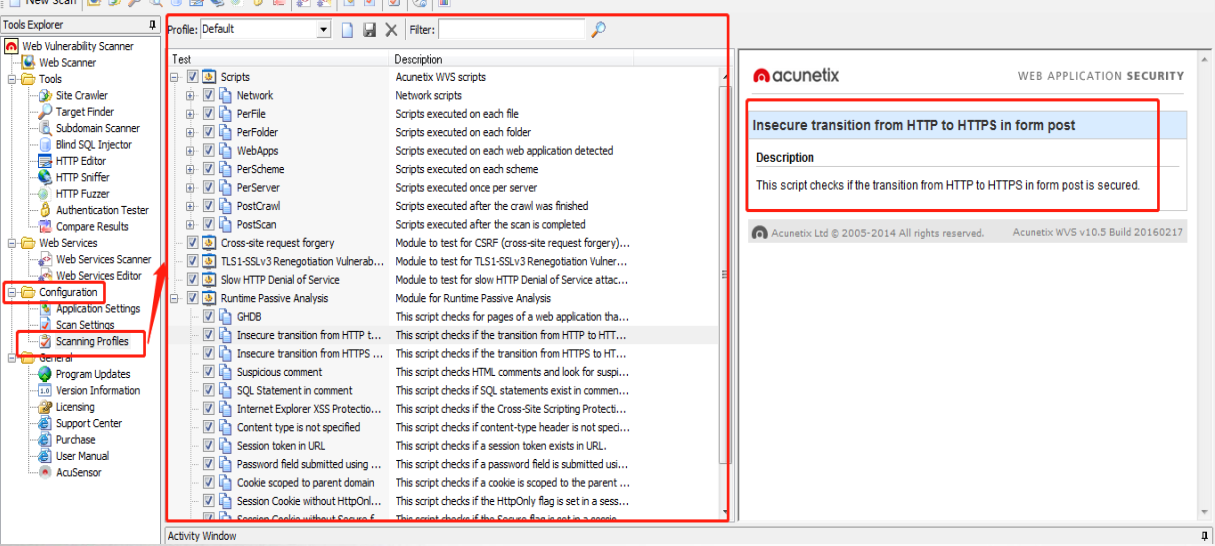 New Scan
Tools Explorer
Web Vulnerability Scanner
Web Scanner
Tools
Site Crawler
Target Finder
Subdomain Scanner
Blind SQL Injector
HTTP Editor
HTTP Sniffer
HTTP Fuzzer
Authentication Tester
Compare Results
Web Services
Web Services Scanner
Web Services Editor
Configuration
Application Settings
Scan Settings
Scanning Profiles
General
Program Updates
Version Information
Licensing
Support Center
Purchase
User Manual
AcuSensor
Profile: Default Filter:
Test Description
Scripts Acunetix WVS scripts
Network Network scripts
PerFile Scripts executed on each file
PerFolder Scripts executed on each folder
WebApps Scripts executed on each web application detected
PerScheme Scripts executed on each scheme
PerServer Scripts executed once per server
PostCrawl Scripts executed after the crawl was finished
PostScan Scripts executed after the scan is completed
Cross-site request forgery Module to test for CSRF (cross-site request forgery)...
TLS1-SSLv3 Renegotiation Vulnerab... Module to test for TLS1-SSLv3 Renegotiation Vulner...
Slow HTTP Denial of Service Module to test for slow HTTP Denial of Service attac...
Runtime Passive Analysis Module for Runtime Passive Analysis
GHDB This script checks for pages of a web application tha...
Insecure transition from HTTP t... This script checks if the transition from HTTP to HTT...
Insecure transition from HTTPS ... This script checks if the transition from HTTPS to HT...
Suspicious comment This script checks HTML comments and look for suspi...
SQL Statement in comment This script checks if SQL statements exist in commen...
Internet Explorer XSS Protectio... This script checks if the Cross-Site Scripting Protecti...
Content type is not specified This script checks if content-type header is not speci...
Session token in URL This script checks if a session token exists in URL.
Password field submitted using ... This script checks if a password field is submitted usi...
Cookie scoped to parent domain This script checks if a cookie is scoped to the parent ...
Session Cookie without HttpOnl... This script checks if the HttpOnly flag is set in a sess...
Session Cookie without Secure f... This script checks if the Secure flag is set in a sessio...
Activity Window
acunetix WEB APPLICATION SECURITY
Insecure transition from HTTP to HTTPS in form post
Description
This script checks if the transition from HTTP to HTTPS in form post is secured.
Acunetix Ltd © 2005-2014 All rights reserved. Acunetix WVS v10.5 Build 20160217